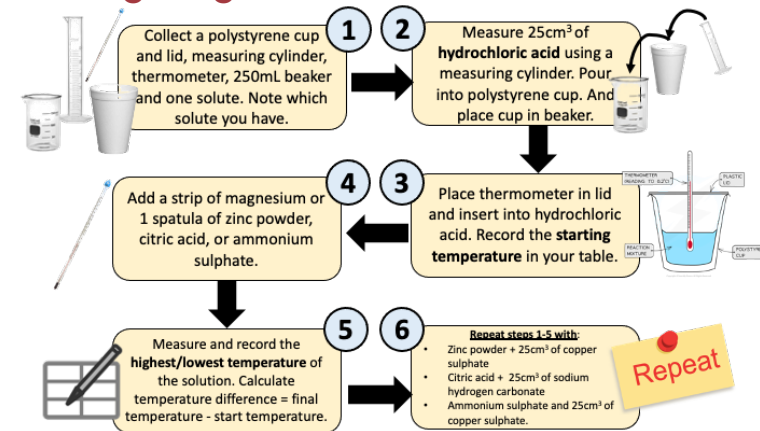 1
Collect a polystyrene cup
and lid, measuring cylinder,
thermometer, 250mL beaker
and one solute. Note which
solute you have.
2
Measure 25cm³ of
hydrochloric acid using a
measuring cylinder. Pour
into polystyrene cup. And
place cup in beaker.
3
Place thermometer in lid
and insert into hydrochloric
acid. Record the starting
temperature in your table.
THERMOMETER
READING TO 0.2°C
PLASTIC
LID
REACTION
MIXTURE
CUP
4
Add a strip of magnesium or
1 spatula of zinc powder,
citric acid, or ammonium
sulphate.
5
Measure and record the
highest/lowest temperature of
the solution. Calculate
temperature difference = final
temperature - start temperature.
6
Repeat steps 1-5 with:
• Zinc powder + 25cm³ of copper
sulphate
• Citric acid + 25cm³ of sodium
hydrogen carbonate
• Ammonium sulphate and 25cm³ of
copper sulphate.
Repeat